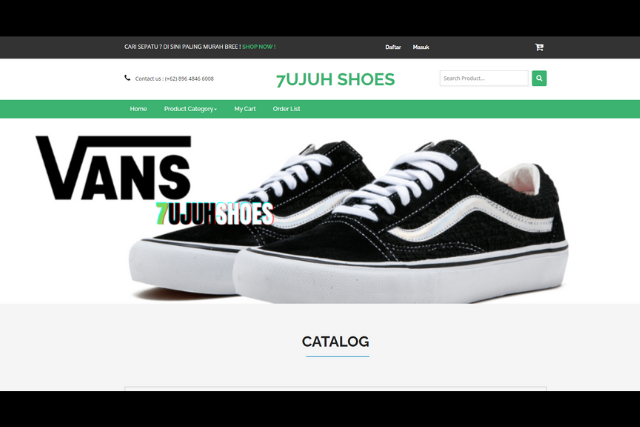 CARI SEPATU ? DI SINI PALING MURAH BREE ! SHOP NOW !
Daftar Masuk
Contact us : (+62) 896 4846 6008
7UJUH SHOES
Search Product...
Home Product Category My Cart Order List
VANS
7UJUH SHOES
CATALOG